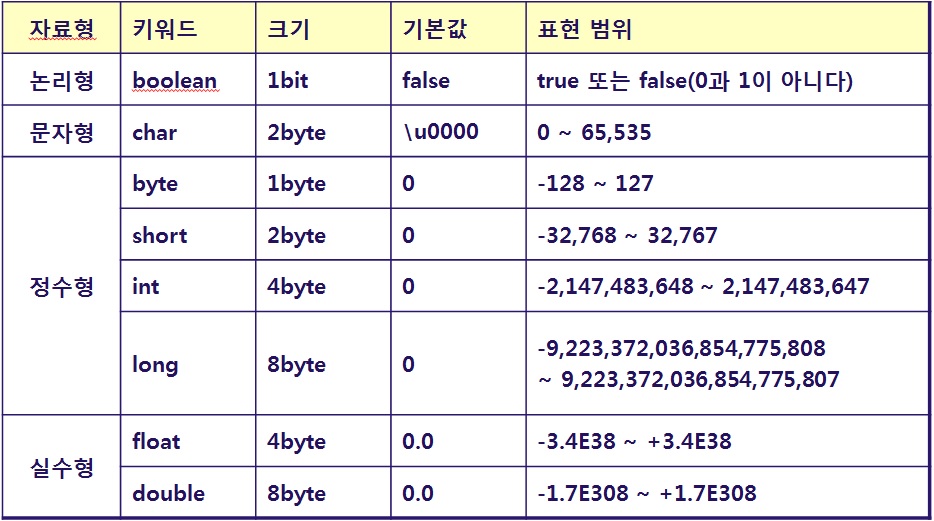 자료형 키워드 크기 기본값 표현 범위
논리형 boolean 1bit false true 또는 false(0과 1이 아니다)
문자형 char 2byte \u0000 0 ~ 65,535
byte 1byte 0 -128 ~ 127
short 2byte 0 -32,768 ~ 32,767
정수형 int 4byte 0 -2,147,483,648 ~ 2,147,483,647
long 8byte 0 -9,223,372,036,854,775,808
~ 9,223,372,036,854,775,807
실수형 float 4byte 0.0 -3.4E38 ~ +3.4E38
double 8byte 0.0 -1.7E308 ~ +1.7E308